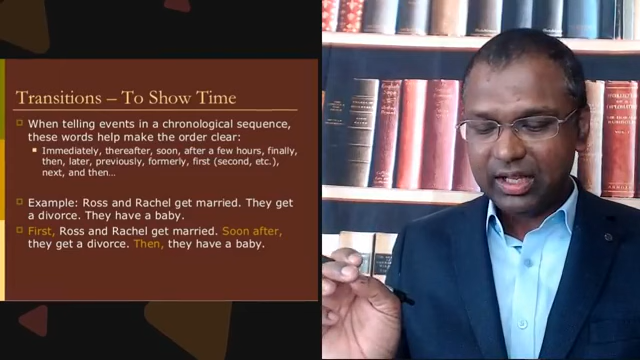 Transitions – To Show Time
When telling events in a chronological sequence,
these words help make the order clear:
Immediately, thereafter, soon, after a few hours, finally,
then, later, previously, formerly, first (second, etc.),
next, and then…
Example: Ross and Rachel get married. They get
a divorce. They have a baby.
First, Ross and Rachel get married. Soon after,
they get a divorce. Then, they have a baby.